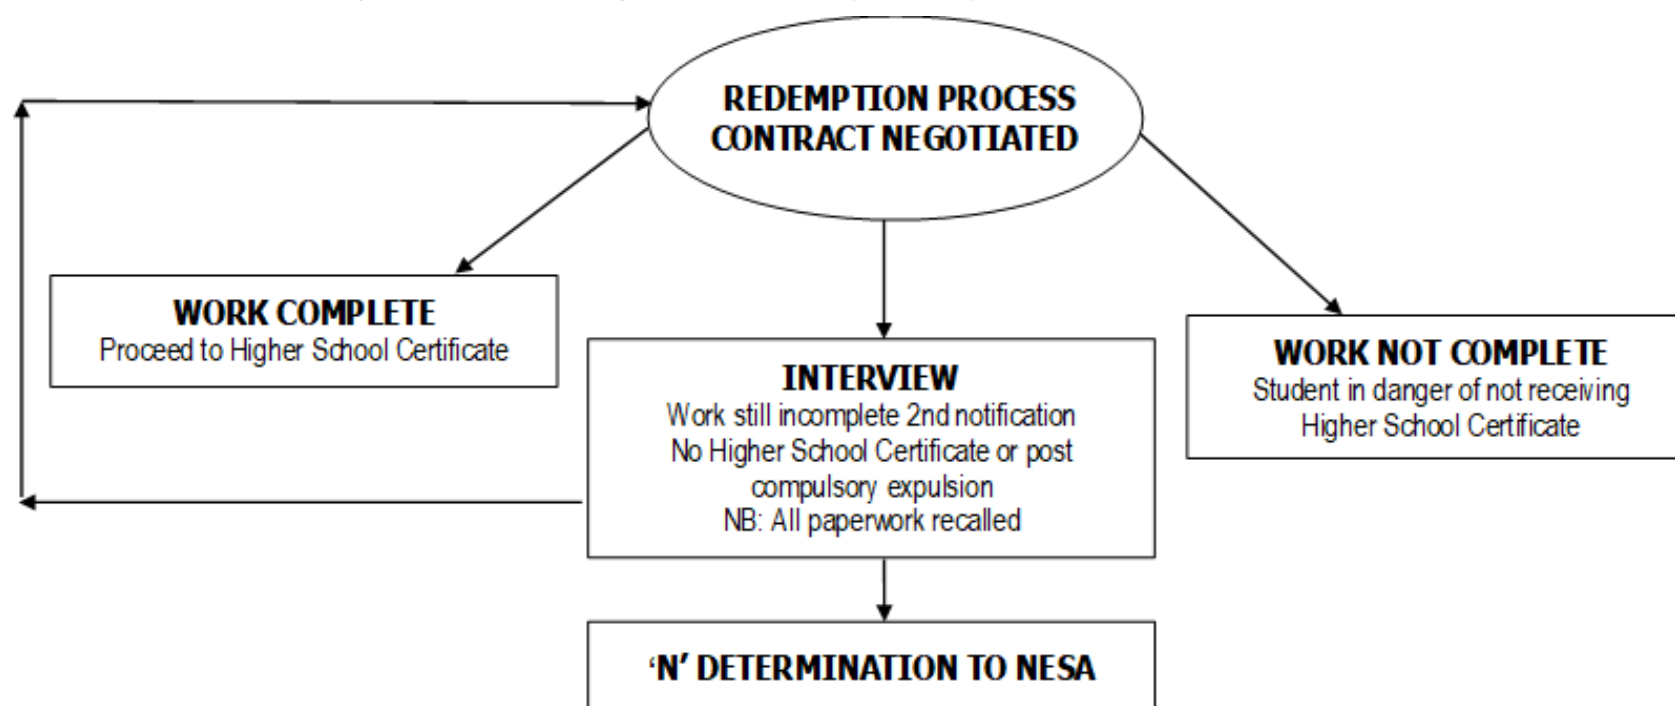 REDEMPTION PROCESS
CONTRACT NEGOTIATED
WORK COMPLETE
Proceed to Higher School Certificate
INTERVIEW
Work still incomplete 2nd notification
No Higher School Certificate or post
compulsory expulsion
NB: All paperwork recalled
WORK NOT COMPLETE
Student in danger of not receiving
Higher School Certificate
‘N’ DETERMINATION TO NESA